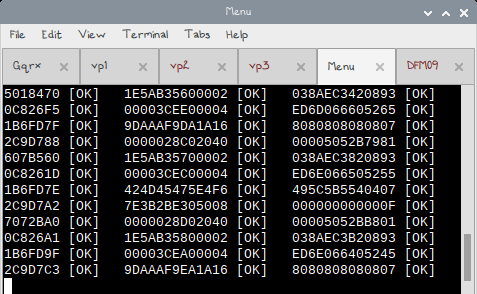 Menu
File Edit View Terminal Tabs Help
Gqrx vp1 vp2 vp3 Menu DFM09
5018470 [OK] 1E5AB35600002 [OK] 038AEC3420893 [OK]
0C826F5 [OK] 00003CEE00004 [OK] ED6D066605265 [OK]
1B6FD7F [OK] 9DAAAF9DA1A16 [OK] 8080808080807 [OK]
2C9D788 [OK] 0000028C02040 [OK] 00005052B7981 [OK]
607B560 [OK] 1E5AB35700002 [OK] 038AEC3820893 [OK]
0C8261D [OK] 00003CEC00004 [OK] ED6E066505255 [OK]
1B6FD7E [OK] 424D45475E4F6 [OK] 495C5B5540407 [OK]
2C9D7A2 [OK] 7E3B2BE305008 [OK] 000000000000F [OK]
7072BA0 [OK] 0000028D02040 [OK] 00005052BB801 [OK]
0C826A1 [OK] 1E5AB35800002 [OK] 038AEC3B20893 [OK]
1B6FD9F [OK] 00003CEA00004 [OK] ED6E066405245 [OK]
2C9D7C3 [OK] 9DAAAF9EA1A16 [OK] 8080808080807 [OK]